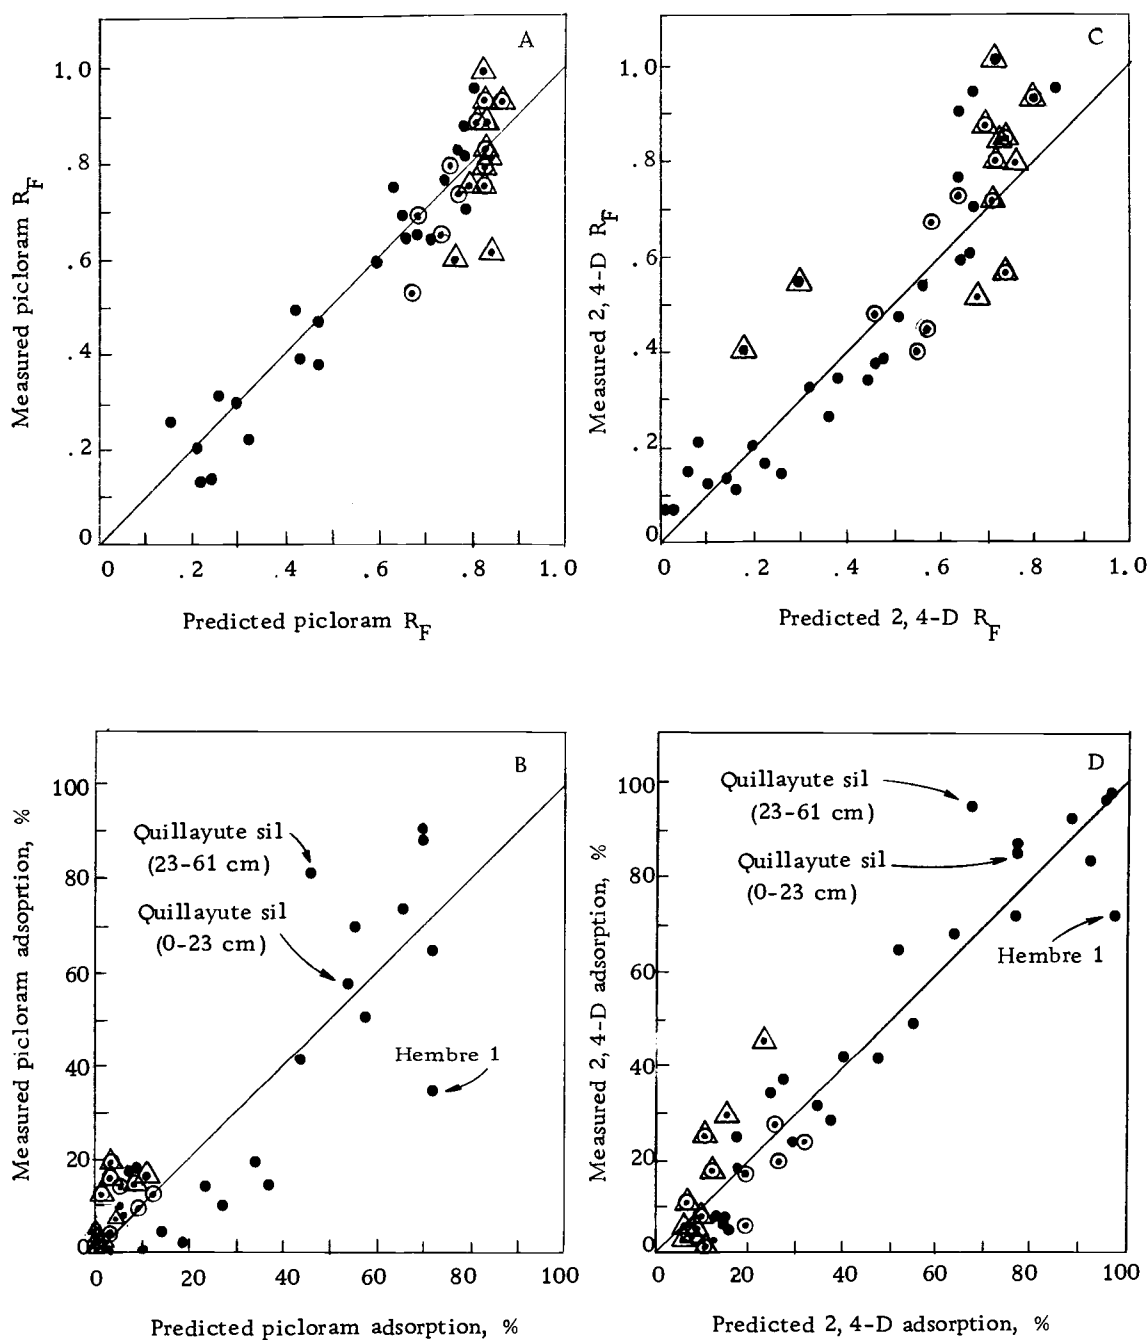 A
1.0
.8
.6
.4
.2
0
0 .2 .4 .6 .8 1.0
Measured picloram RF
Predicted picloram RF
C
1.0
.8
.6
.4
.2
0
0 .2 .4 .6 .8 1.0
Measured 2, 4-D RF
Predicted 2, 4-D RF
B
100
80
60
40
20
0
0 20 40 60 80 100
Quillayute sil
(23-61 cm)
Quillayute sil
(0-23 cm)
Hembre 1
Measured picloram adsoprtion, %
Predicted picloram adsorption, %
D
100
80
60
40
20
0
0 20 40 60 80 100
Quillayute sil
(23-61 cm)
Quillayute sil
(0-23 cm)
Hembre 1
Measured 2, 4-D adsorption, %
Predicted 2, 4-D adsorption, %